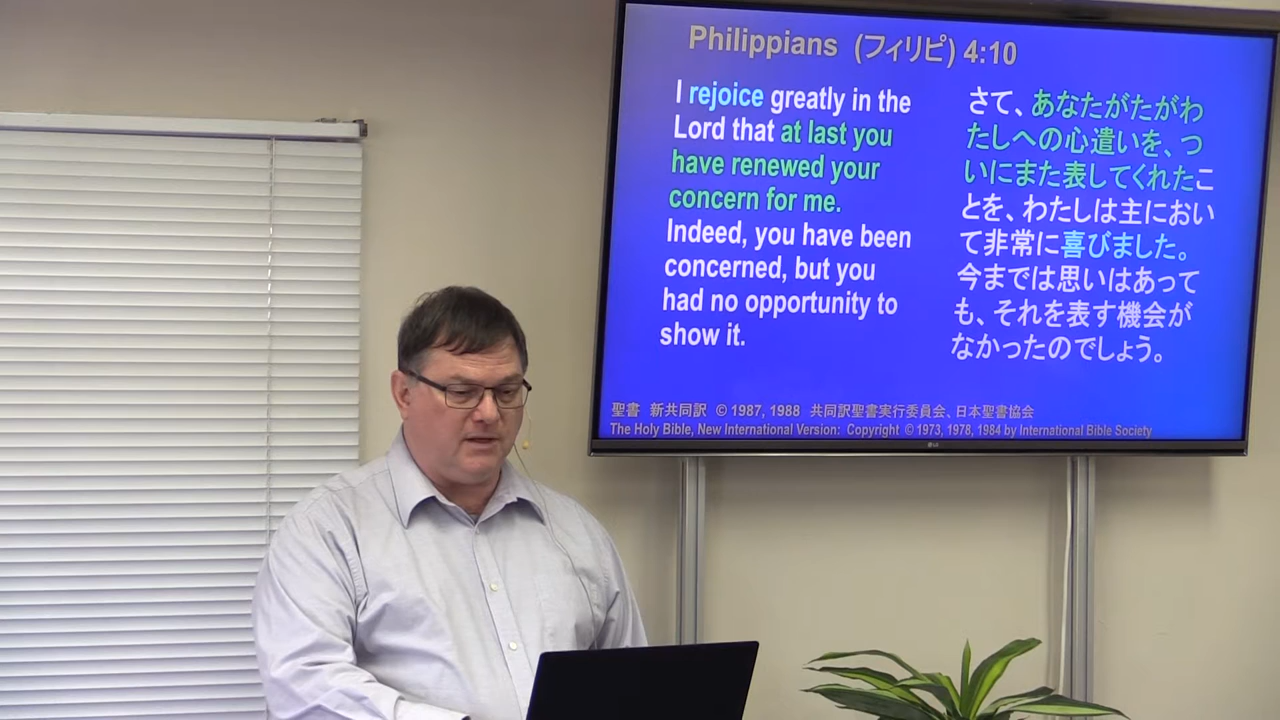 Philippians (フィリピ) 4:10
I rejoice greatly in the
Lord that at last you
have renewed your
concern for me.
Indeed, you have been
concerned, but you
had no opportunity to
show it.
さて、あなたがたがわ
たしへの心遣いを、つ
いにまた表してくれたこ
とを、わたしは主におい
て非常に喜びました。
今までは思いはあって
も、それを表す機会が
なかったのでしょう。
聖書 新共同訳 © 1987, 1988 共同訳聖書実行委員会、日本聖書協会
The Holy Bible, New International Version: Copyright © 1973, 1978, 1984 by International Bible Society
LG